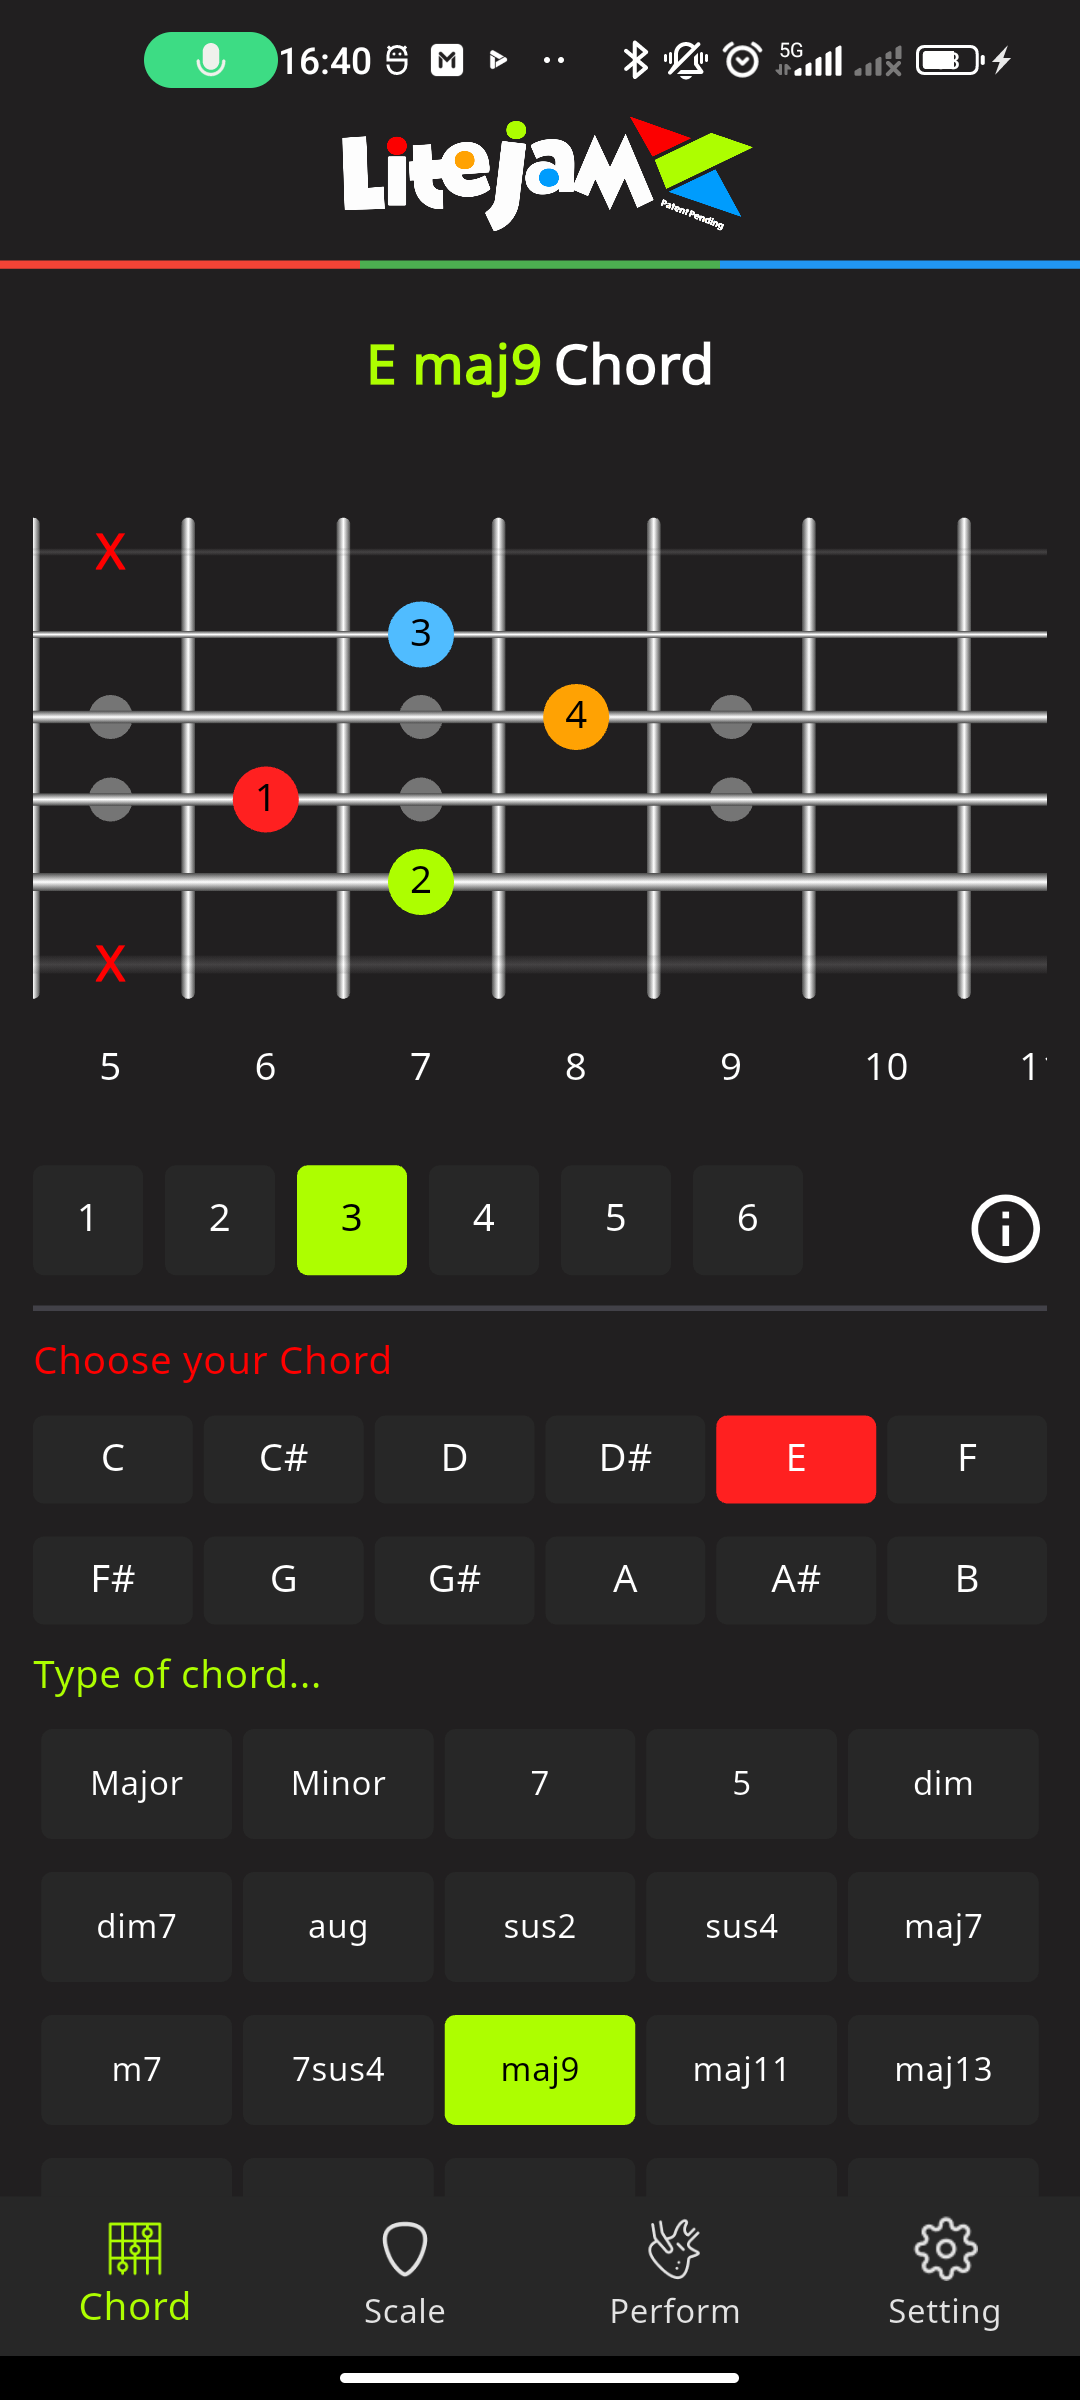 16:40 5G
LiteJam
Patent Pending
E maj9 Chord
X
3
4
1
2
X
5 6 7 8 9 10
1 2 3 4 5 6
Choose your Chord
C C# D D# E F
F# G G# A A# B
Type of chord...
Major Minor 7 5 dim
dim7 aug sus2 sus4 maj7
m7 7sus4 maj9 maj11 maj13
Chord Scale Perform Setting